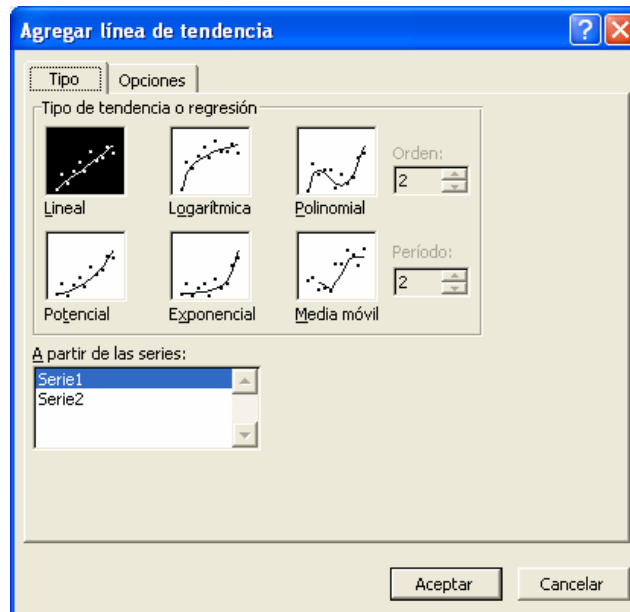 Agregar línea de tendencia
Tipo
Opciones
Tipo de tendencia o regresión
Lineal
Logarítmica
Polinomial
Orden:
2
Potencial
Exponencial
Media móvil
Período:
2
A partir de las series:
Serie1
Serie2
Aceptar
Cancelar